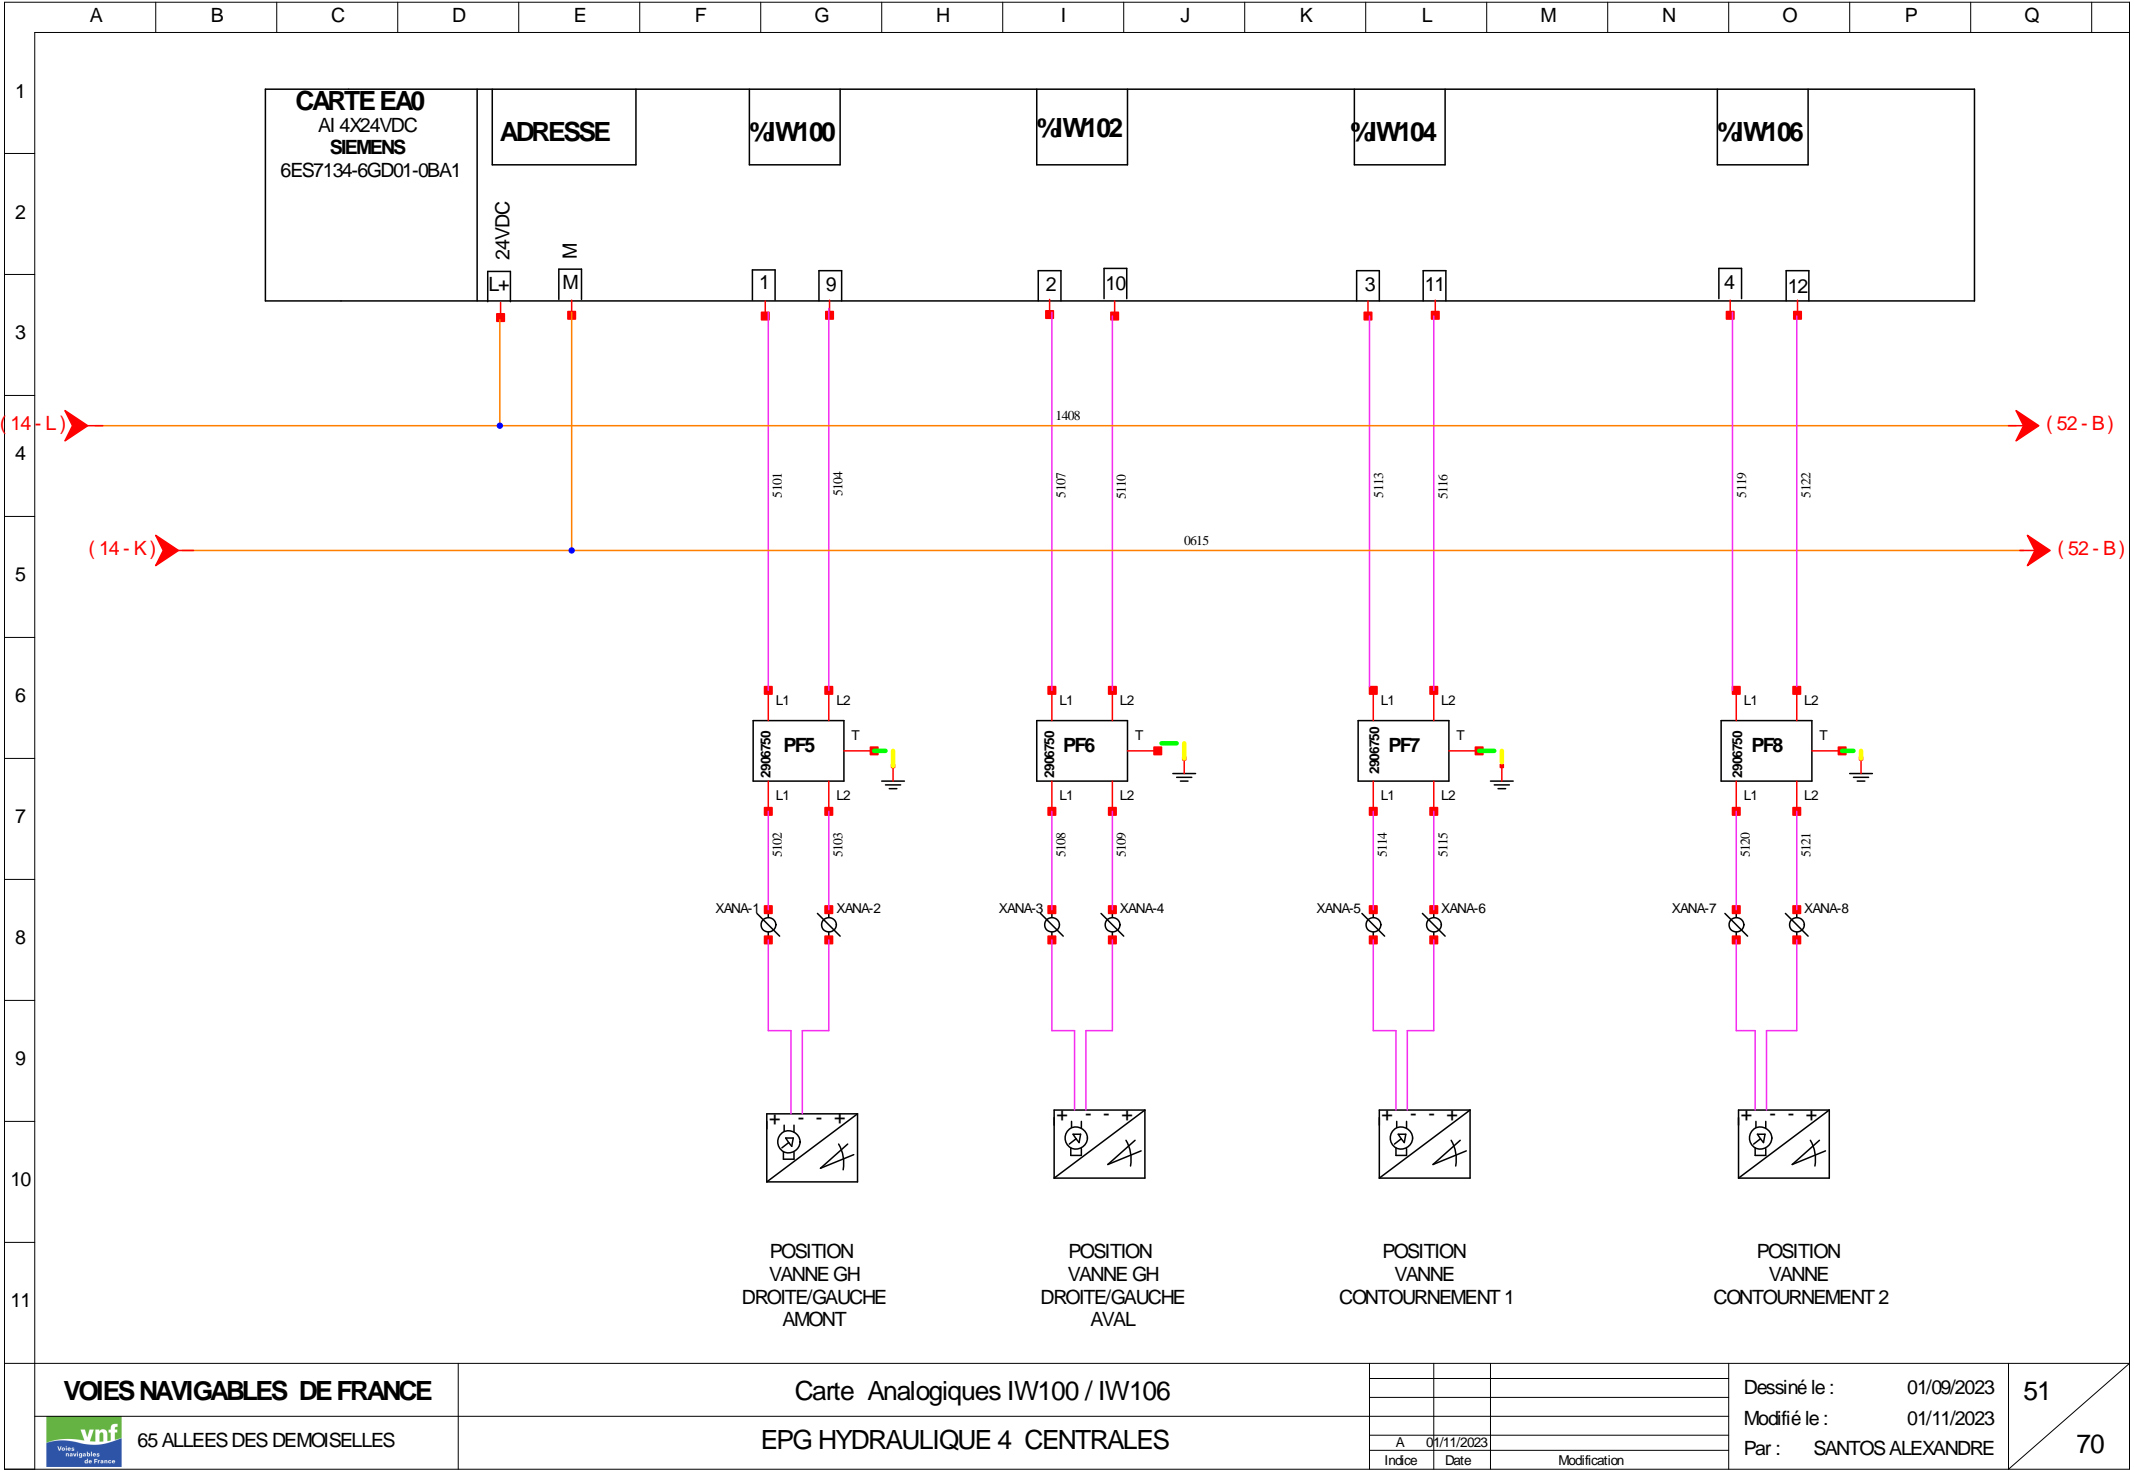 A B C D E F G H I J K L M N O P Q
1
2
3
4
5
6
7
8
9
10
11
CARTE EA0
AI 4X24VDC
SIEMENS
6ES7134-6GD01-0BA1
ADRESSE
%IW100
%IW102
%IW104
%IW106
24VDC
M
L+
M
1
9
2
10
3
11
4
12
( 14 - L )
1408
( 52 - B )
5101
5104
5107
5110
5113
5116
5119
5122
( 14 - K )
0615
( 52 - B )
L1 L2
L1 L2
L1 L2
L1 L2
2906750
PF5
T
2906750
PF6
T
2906750
PF7
T
2906750
PF8
T
L1 L2
L1 L2
L1 L2
L1 L2
5102
5103
5108
5109
5114
5115
5120
5121
XANA-1
XANA-2
XANA-3
XANA-4
XANA-5
XANA-6
XANA-7
XANA-8
+ - - +
+ - - +
+ - - +
+ - - +
POSITION
VANNE GH
DROITE/GAUCHE
AMONT
POSITION
VANNE GH
DROITE/GAUCHE
AVAL
POSITION
VANNE
CONTOURNEMENT 1
POSITION
VANNE
CONTOURNEMENT 2
VOIES NAVIGABLES DE FRANCE
vnf
Voies
navigables
de France
65 ALLEES DES DEMOISELLES
Carte Analogiques IW100 / IW106
EPG HYDRAULIQUE 4 CENTRALES
A 01/11/2023
Indice Date Modification
Dessiné le : 01/09/2023
Modifié le : 01/11/2023
Par : SANTOS ALEXANDRE
51
70